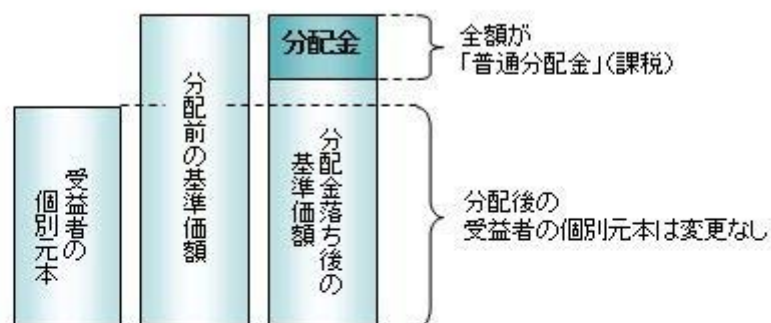 受益者の
個別元本
分配前の基準価額
分配金
分配金落ち後の
基準価額
全額が
「普通分配金」(課税)
分配後の
受益者の個別元本は変更なし